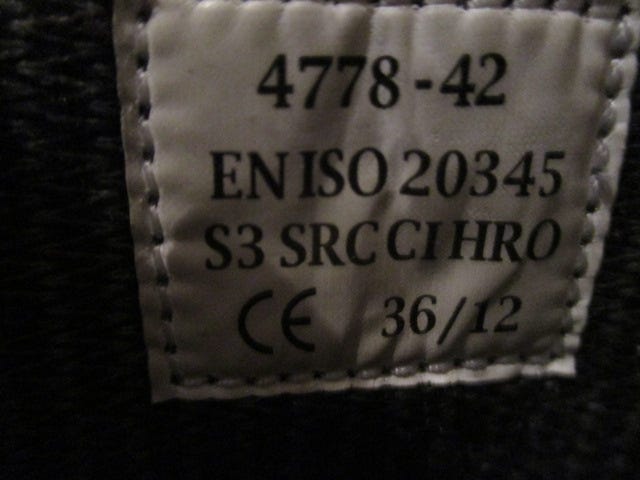 4778-42
EN ISO 20345
S3 SRC CI HRO
CE 36/12